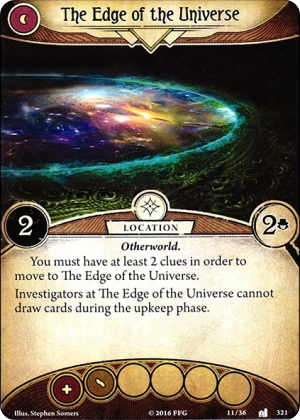 The Edge of the Universe
2
LOCATION
2
Otherworld.
You must have at least 2 clues in order to
move to The Edge of the Universe.
Investigators at The Edge of the Universe cannot
draw cards during the upkeep phase.
Illus. Stephen Somers
© 2016 FFG
11/36
321